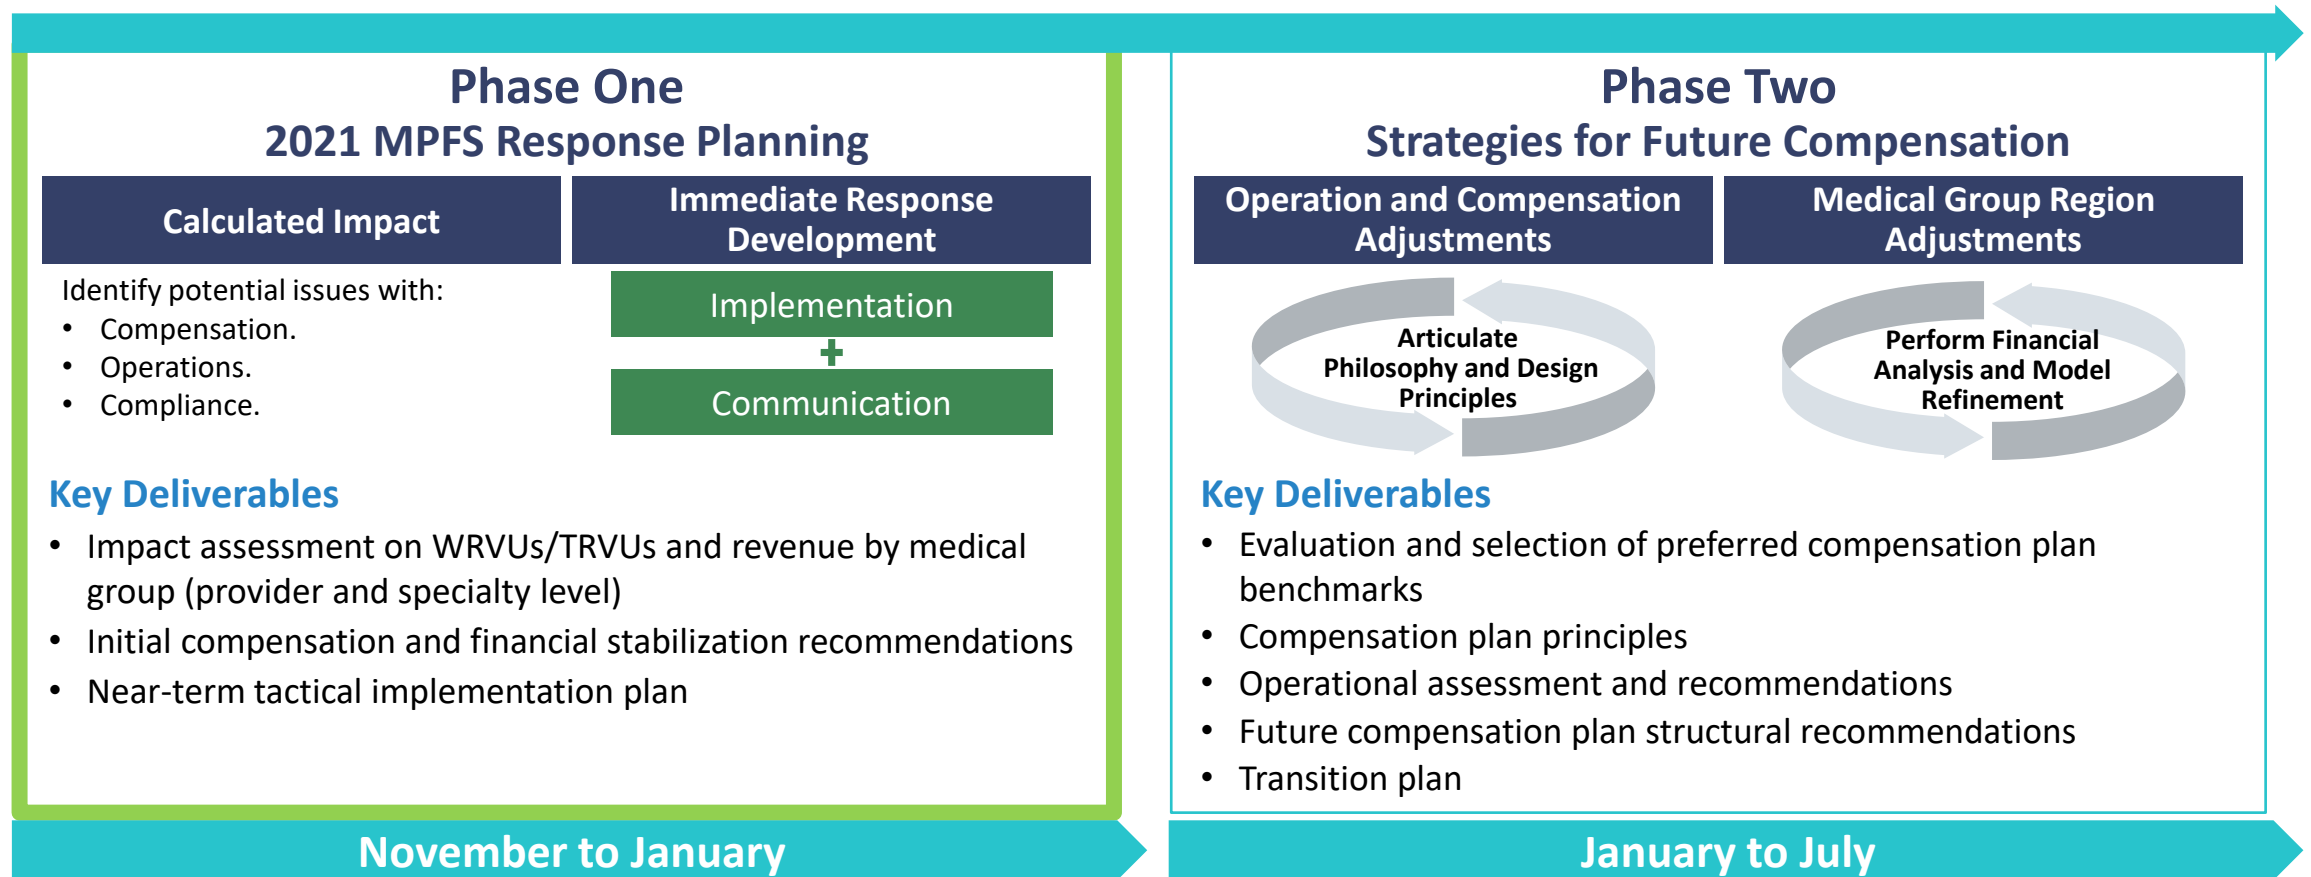 Phase One
2021 MPFS Response Planning
Calculated Impact
Immediate Response
Development
Identify potential issues with:
• Compensation.
• Operations.
• Compliance.
Implementation
+
Communication
Key Deliverables
• Impact assessment on WRVUs/TRVUs and revenue by medical
group (provider and specialty level)
• Initial compensation and financial stabilization recommendations
• Near-term tactical implementation plan
November to January
Phase Two
Strategies for Future Compensation
Operation and Compensation
Adjustments
Medical Group Region
Adjustments
Articulate
Philosophy and Design
Principles
Perform Financial
Analysis and Model
Refinement
Key Deliverables
• Evaluation and selection of preferred compensation plan
benchmarks
• Compensation plan principles
• Operational assessment and recommendations
• Future compensation plan structural recommendations
• Transition plan
January to July